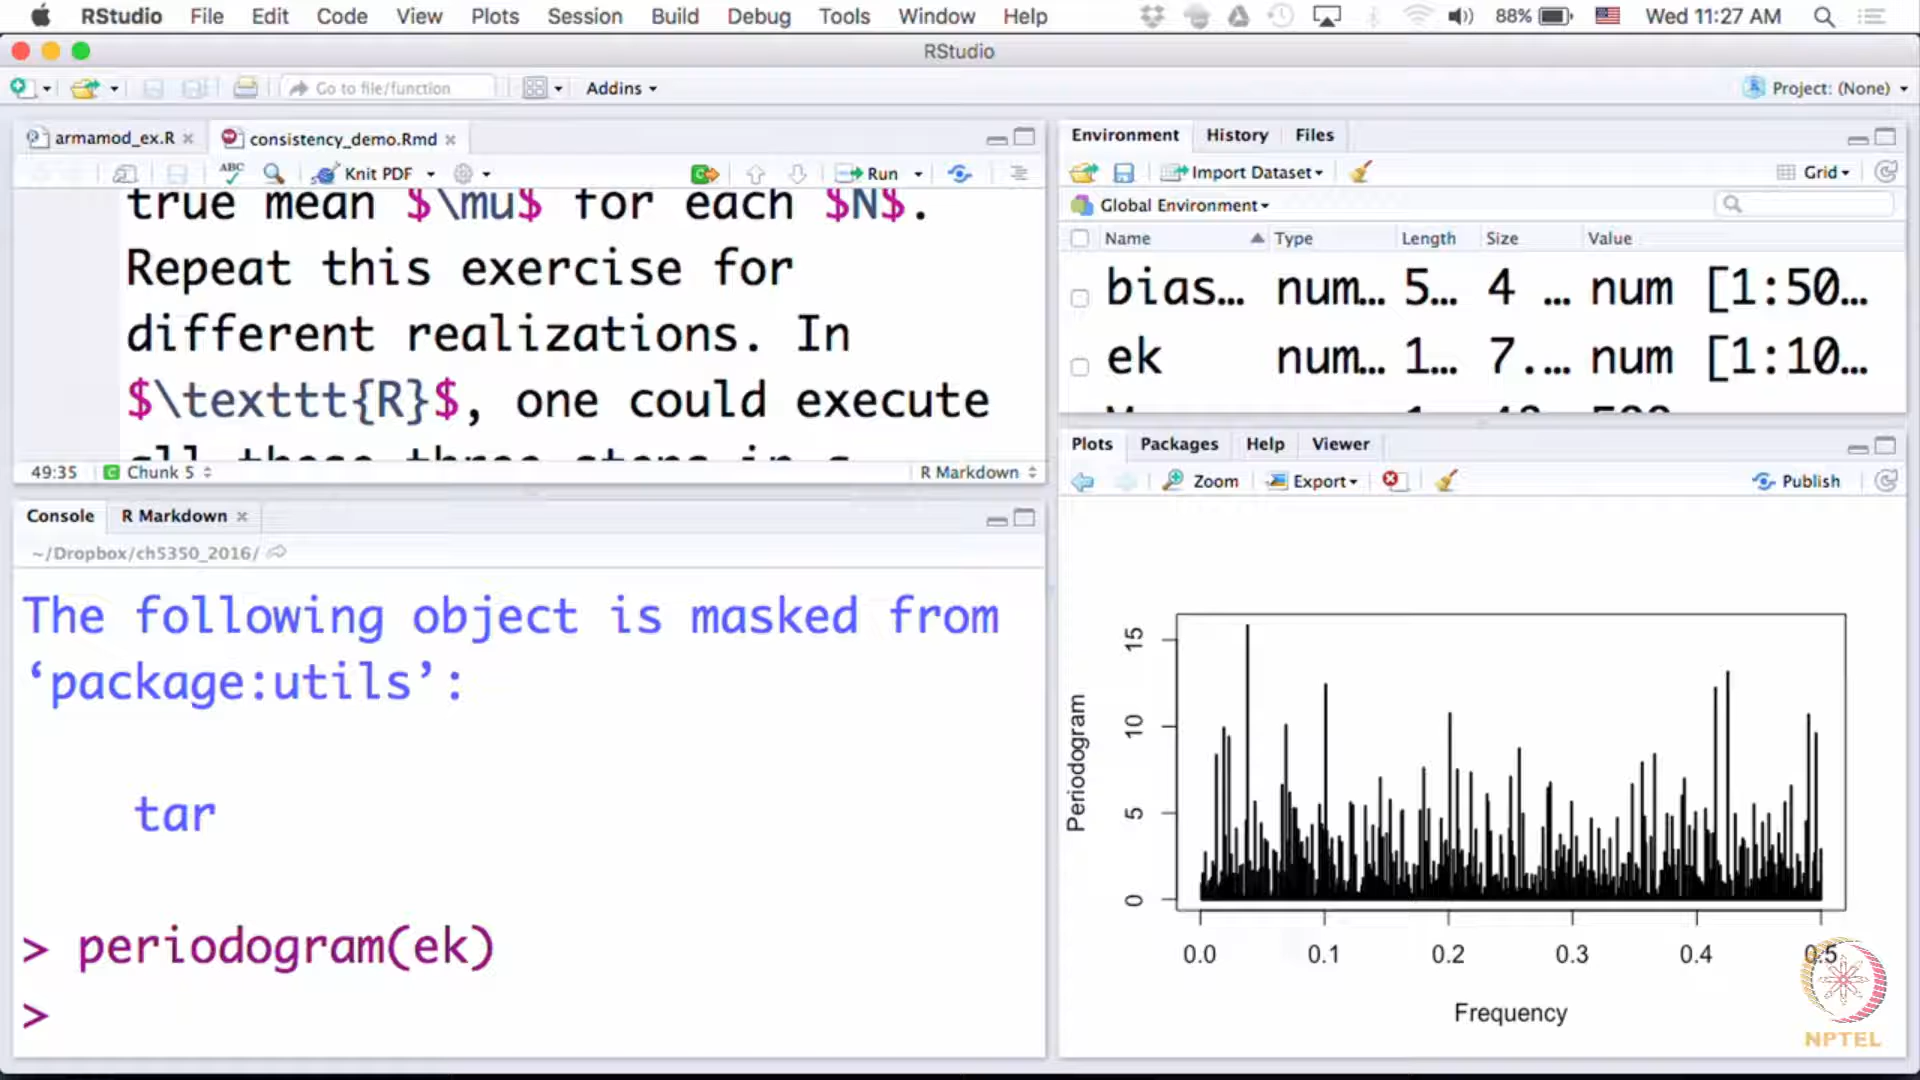 RStudio File Edit Code View Plots Session Build Debug Tools Window Help 88% Wed 11:27 AM
RStudio
Go to file/function Addins Project: (None)
armamod_ex.R consistency_demo.Rmd
ABC Knit PDF Run
true mean $\mu$ for each $N$.
Repeat this exercise for
different realizations. In
$\texttt{R}$, one could execute
all these three steps in a
49:35 Chunk 5 R Markdown
Console R Markdown
~/Dropbox/ch5350_2016/
The following object is masked from
‘package:utils’:
tar
> periodogram(ek)
>
Environment History Files
Import Dataset Grid
Global Environment
Name Type Length Size Value
bias… num… 5… 4 … num [1:50…
ek num… 1… 7.… num [1:10…
Plots Packages Help Viewer
Zoom Export Publish
Periodogram
15
10
5
0
0.0 0.1 0.2 0.3 0.4 0.5
Frequency
NPTEL